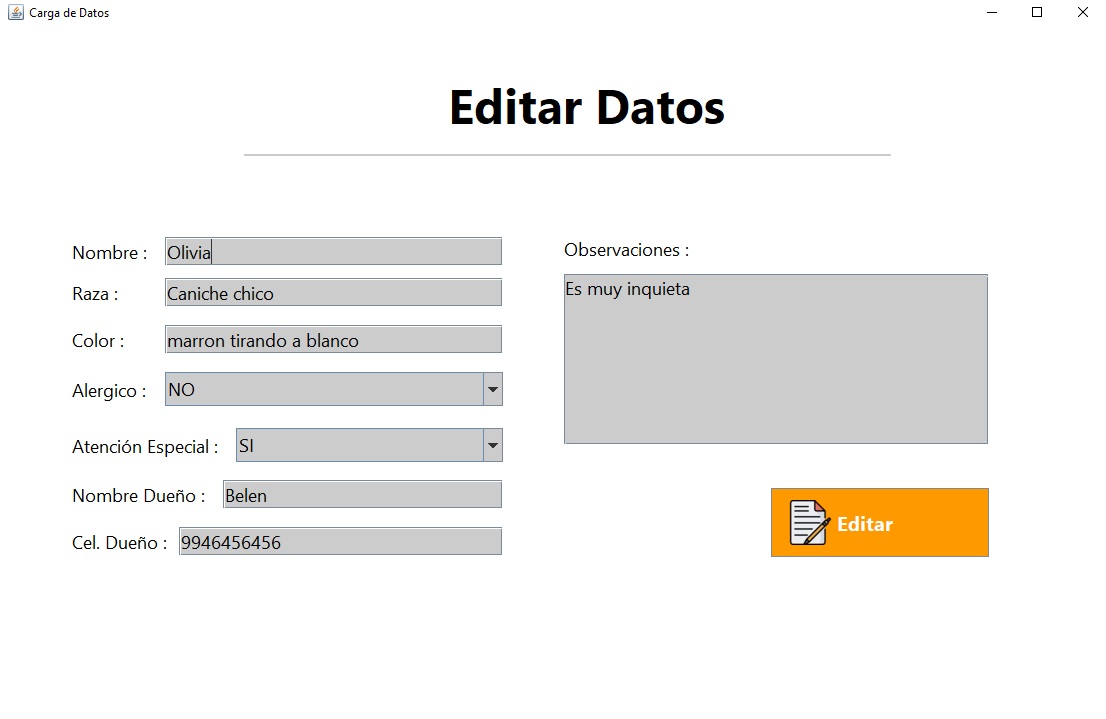 Carga de Datos
Editar Datos
Nombre : Olivia
Raza : Caniche chico
Color : marron tirando a blanco
Alergico : NO
Atención Especial : SI
Nombre Dueño : Belen
Cel. Dueño : 9946456456
Observaciones :
Es muy inquieta
Editar